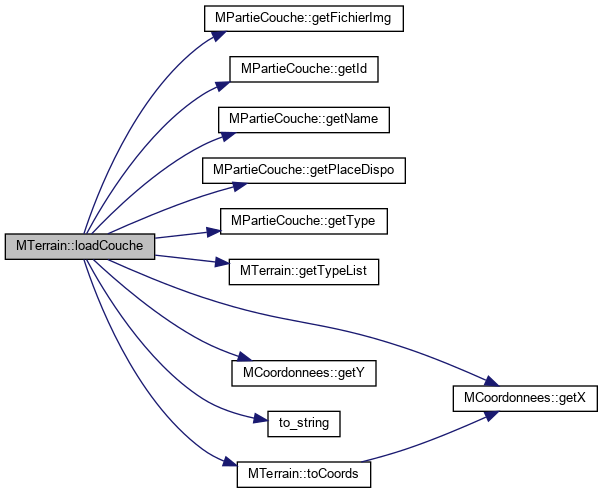 MPartieCouche::getFichierImg
MPartieCouche::getId
MPartieCouche::getName
MPartieCouche::getPlaceDispo
MPartieCouche::getType
MTerrain::loadCouche
MTerrain::getTypeList
MCoordonnees::getY
MCoordonnees::getX
to_string
MTerrain::toCoords